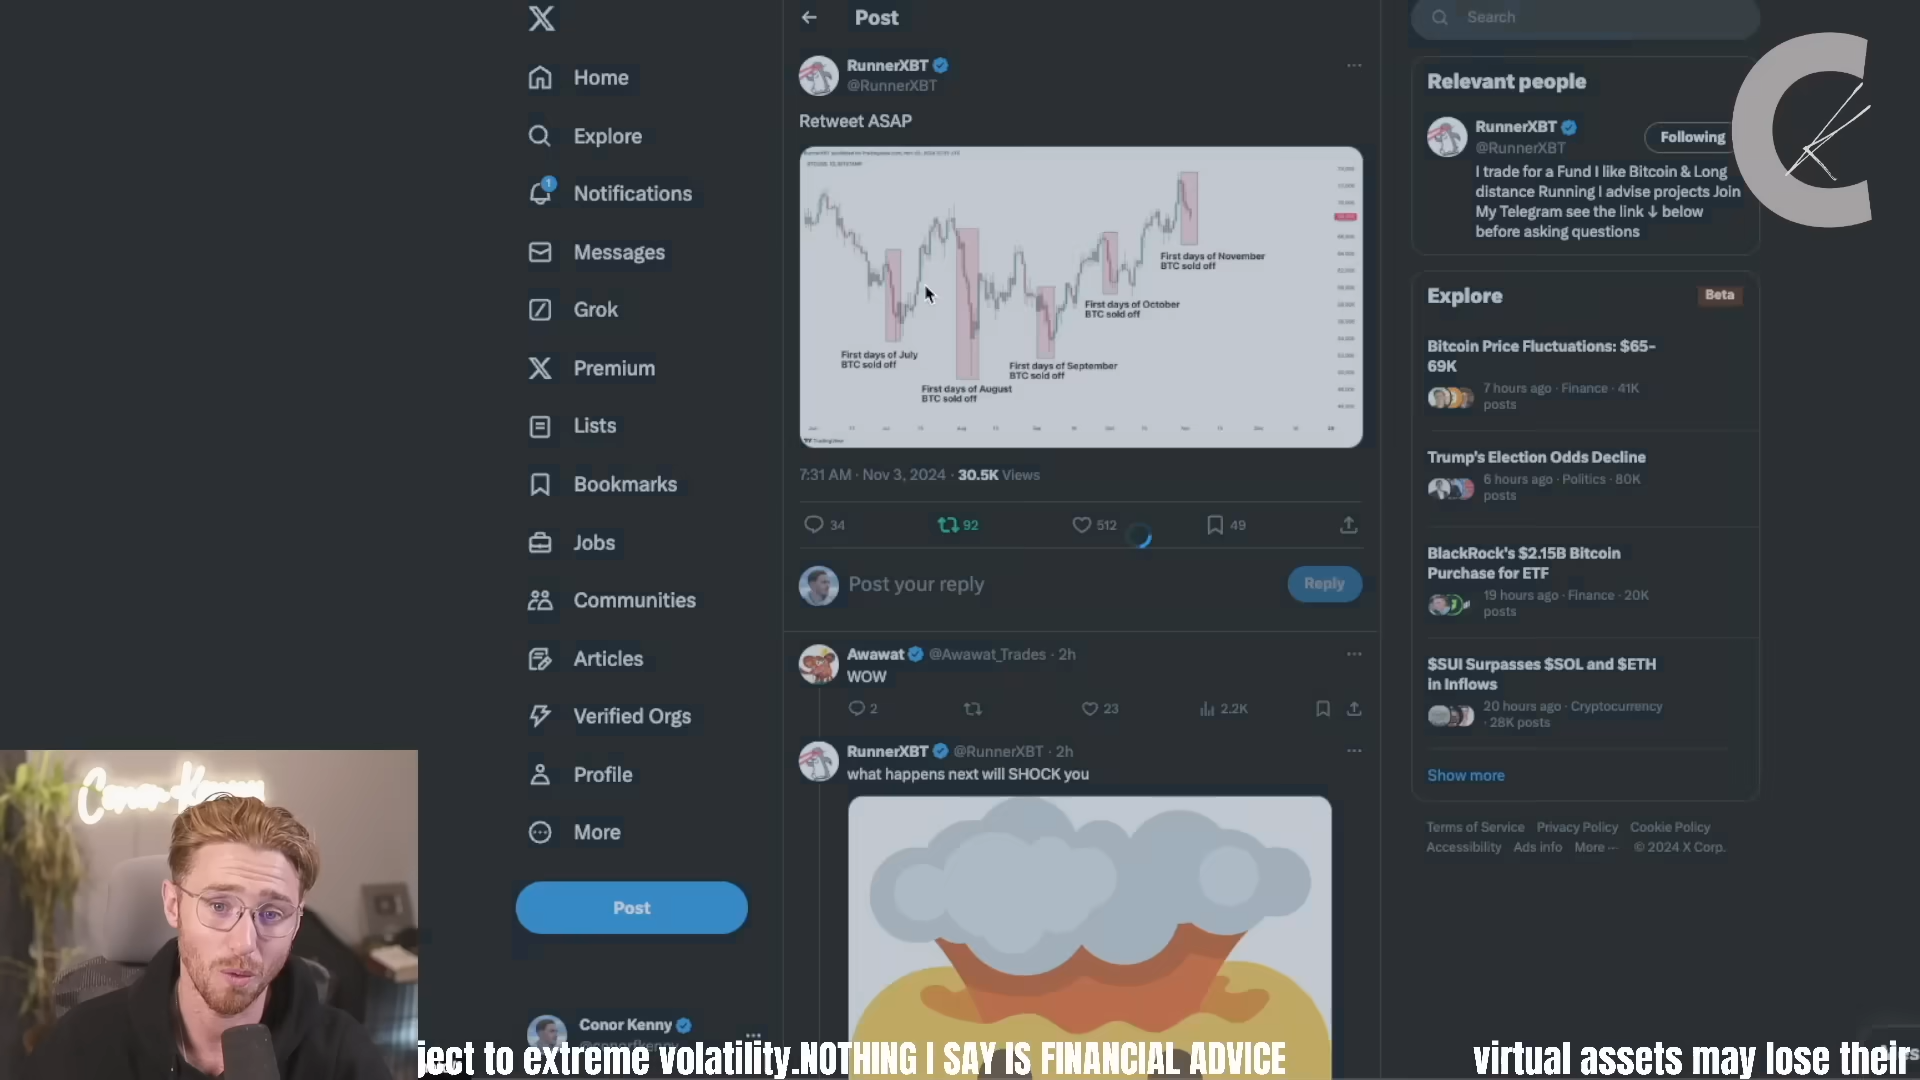 Home
Explore
1
Notifications
Messages
Grok
Premium
Lists
Bookmarks
Jobs
Communities
Articles
Verified Orgs
Profile
More
Post
Conor Kenny
Post
RunnerXBT
@RunnerXBT
Retweet ASAP
First days of July
BTC sold off
First days of August
BTC sold off
First days of September
BTC sold off
First days of October
BTC sold off
First days of November
BTC sold off
TradingView
7:31 AM · Nov 3, 2024 · 30.5K Views
34
92
512
49
Post your reply
Reply
Awawat @Awawat_Trades · 2h
WOW
2
23
2.2K
RunnerXBT @RunnerXBT · 2h
what happens next will SHOCK you
Search
Relevant people
RunnerXBT
@RunnerXBT
Following
I trade for a Fund I like Bitcoin & Long
distance Running I advise projects Join
My Telegram see the link ↓ below
before asking questions
Explore
Beta
Bitcoin Price Fluctuations: $65-
69K
7 hours ago · Finance · 41K
posts
Trump's Election Odds Decline
6 hours ago · Politics · 80K
posts
BlackRock's $2.15B Bitcoin
Purchase for ETF
19 hours ago · Finance · 20K
posts
$SUI Surpasses $SOL and $ETH
in Inflows
20 hours ago · Cryptocurrency
· 28K posts
Show more
Terms of Service Privacy Policy Cookie Policy
Accessibility Ads info More ··· © 2024 X Corp.
Conor Kenny
ject to extreme volatility.NOTHING I SAY IS FINANCIAL ADVICE virtual assets may lose their